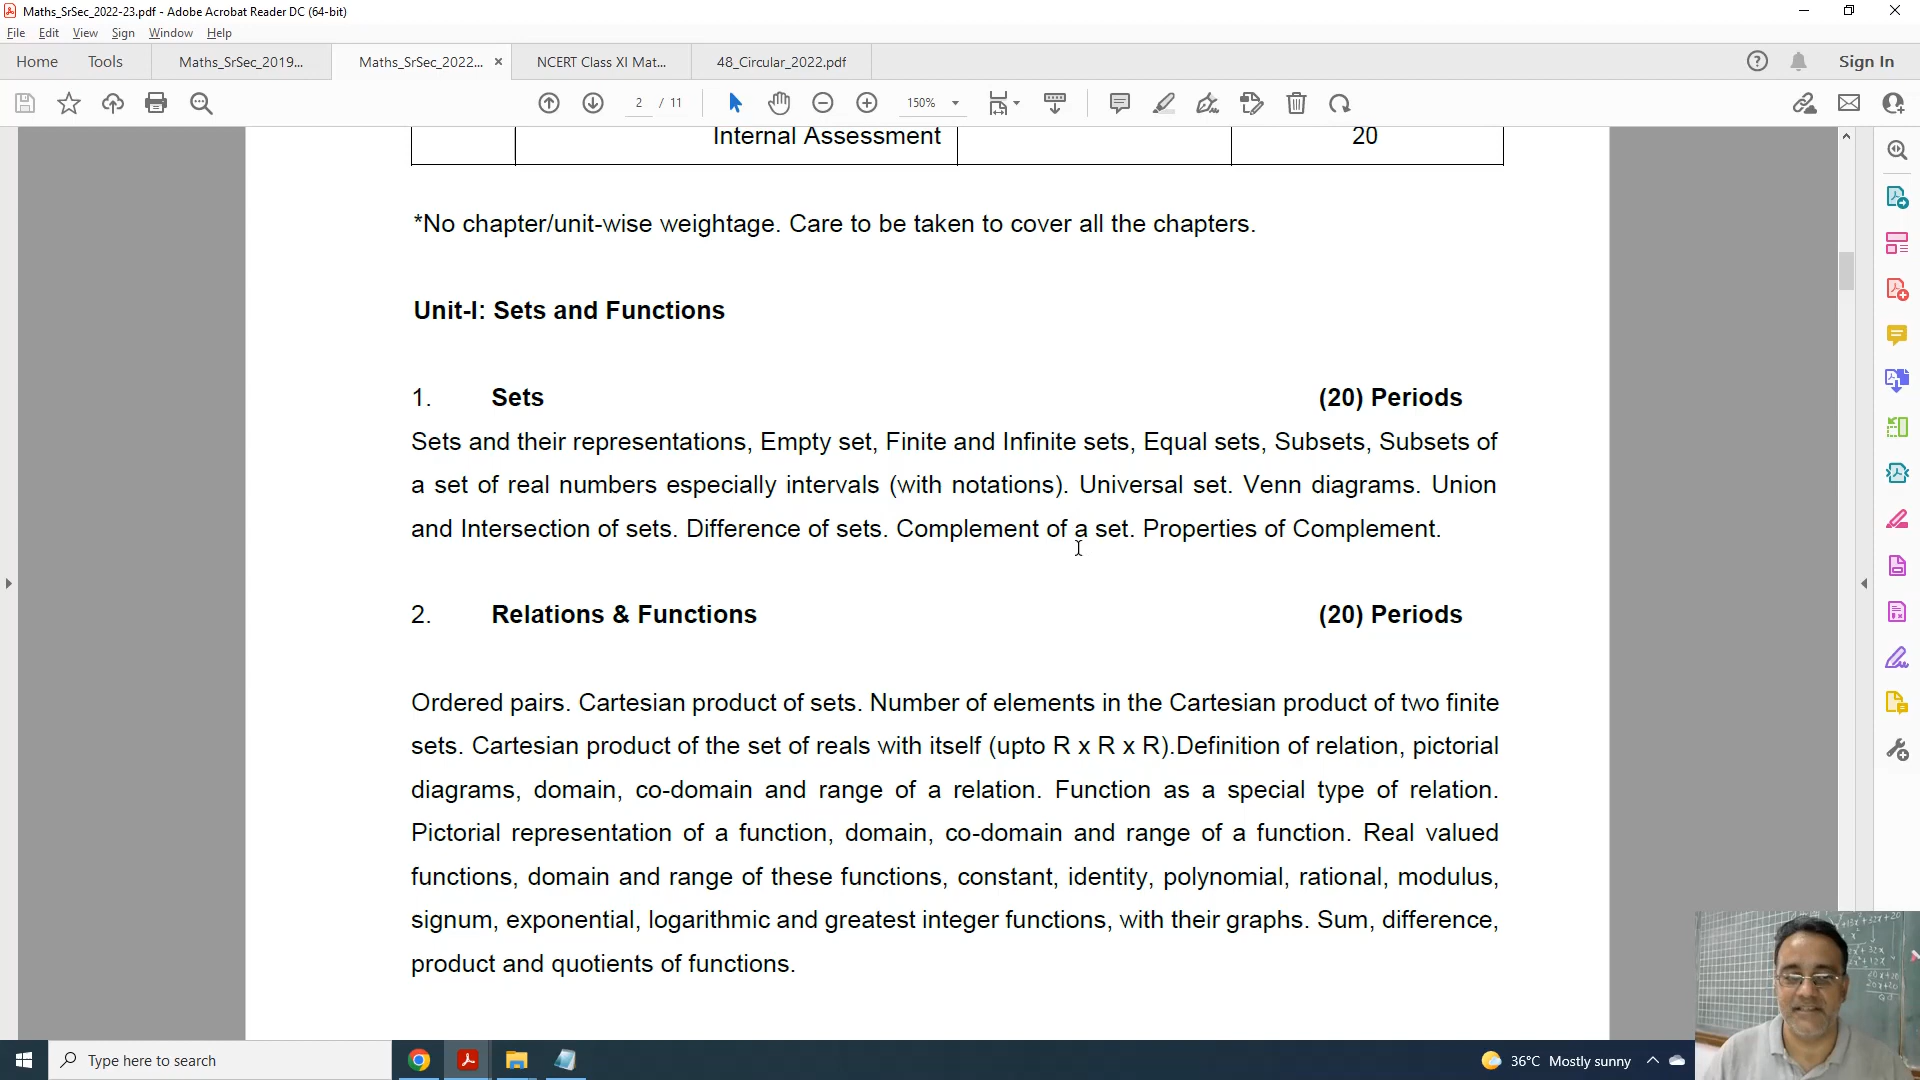 Maths_SrSec_2022-23.pdf - Adobe Acrobat Reader DC (64-bit)
File Edit View Sign Window Help
Home Tools Maths_SrSec_2019... Maths_SrSec_2022... × NCERT Class XI Mat... 48_Circular_2022.pdf Sign In
2 / 11 150%
Internal Assessment 20
*No chapter/unit-wise weightage. Care to be taken to cover all the chapters.
Unit-I: Sets and Functions
1. Sets (20) Periods
Sets and their representations, Empty set, Finite and Infinite sets, Equal sets, Subsets, Subsets of
a set of real numbers especially intervals (with notations). Universal set. Venn diagrams. Union
and Intersection of sets. Difference of sets. Complement of a set. Properties of Complement.
2. Relations & Functions (20) Periods
Ordered pairs. Cartesian product of sets. Number of elements in the Cartesian product of two finite
sets. Cartesian product of the set of reals with itself (upto R x R x R).Definition of relation, pictorial
diagrams, domain, co-domain and range of a relation. Function as a special type of relation.
Pictorial representation of a function, domain, co-domain and range of a function. Real valued
functions, domain and range of these functions, constant, identity, polynomial, rational, modulus,
signum, exponential, logarithmic and greatest integer functions, with their graphs. Sum, difference,
product and quotients of functions.
Type here to search 36°C Mostly sunny